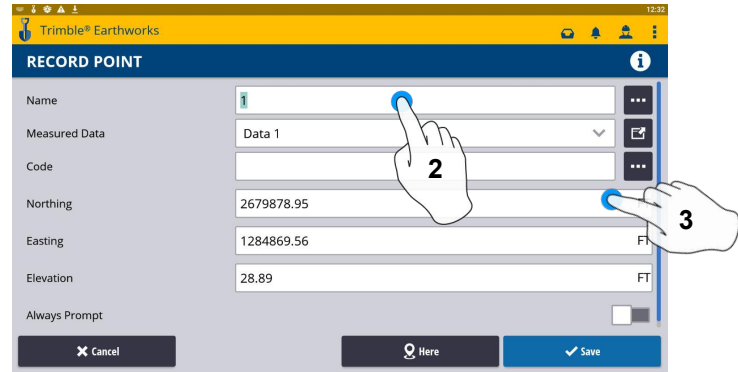 12:32
Trimble® Earthworks
RECORD POINT
Name 1
Measured Data Data 1
Code
2
Northing 2679878.95
3
Easting 1284869.56 FT
Elevation 28.89 FT
Always Prompt
Cancel Here Save